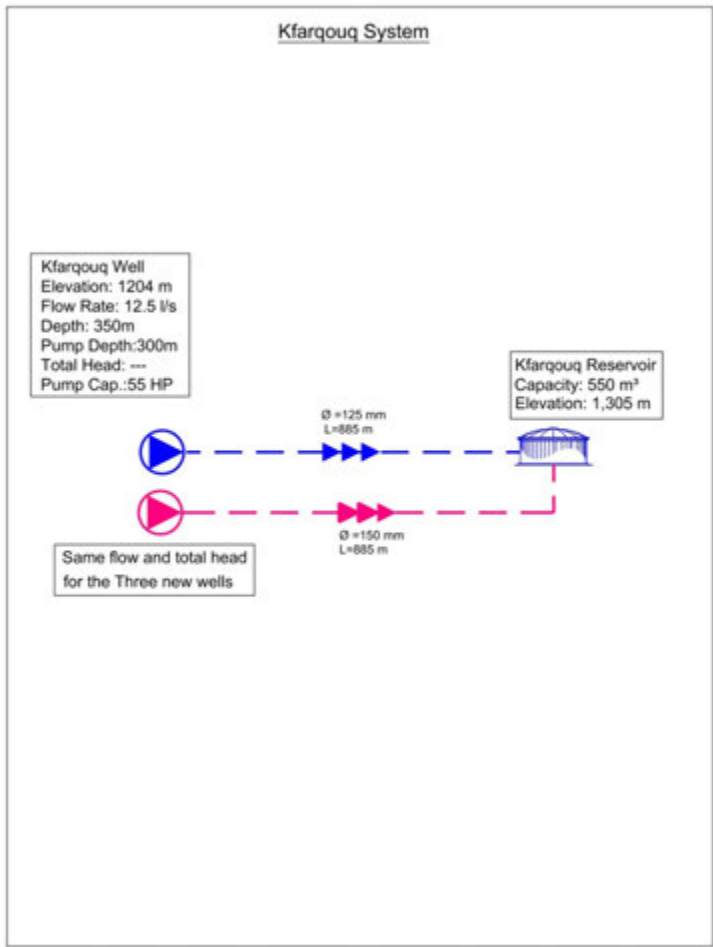 Kfarqouq System
Kfarqouq Well
Elevation: 1204 m
Flow Rate: 12.5 l/s
Depth: 350m
Pump Depth:300m
Total Head: ---
Pump Cap.:55 HP
Kfarqouq Reservoir
Capacity: 550 m³
Elevation: 1,305 m
Ø =125 mm
L=885 m
Ø =150 mm
L=885 m
Same flow and total head
for the Three new wells